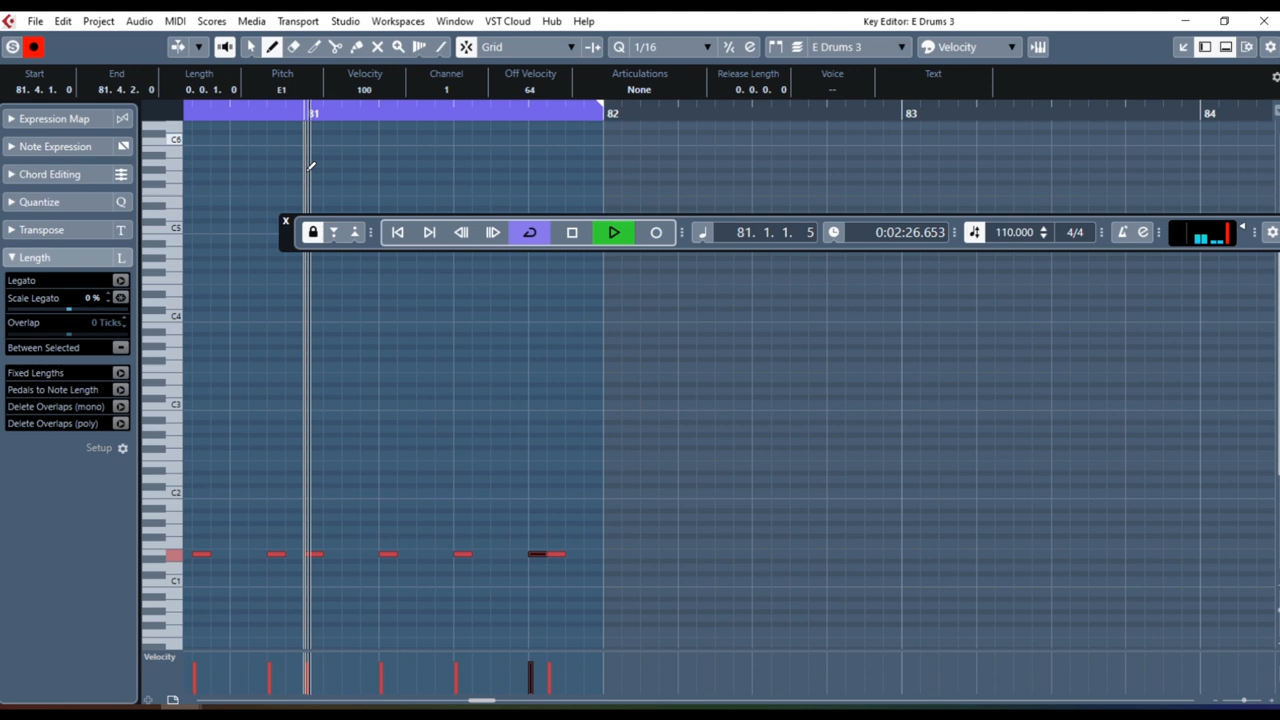 File Edit Project Audio MIDI Scores Media Transport Studio Workspaces Window VST Cloud Hub Help Key Editor: E Drums 3
S Grid Q 1/16 E Drums 3 Velocity
Start End Length Pitch Velocity Channel Off Velocity Articulations Release Length Voice Text
81. 4. 1. 0 81. 4. 2. 0 0. 0. 1. 0 E1 100 1 64 None 0. 0. 0. 0 --
81 82 83 84
Expression Map
C6
Note Expression
Chord Editing
Quantize Q
X
Transpose T
C5
81. 1. 1. 5 0:02:26.653 110.000 4/4
Length L
Legato
Scale Legato 0 %
C4
Overlap 0 Ticks
Between Selected
Fixed Lengths
Pedals to Note Length
Delete Overlaps (mono)
C3
Delete Overlaps (poly)
Setup
C2
C1
Velocity